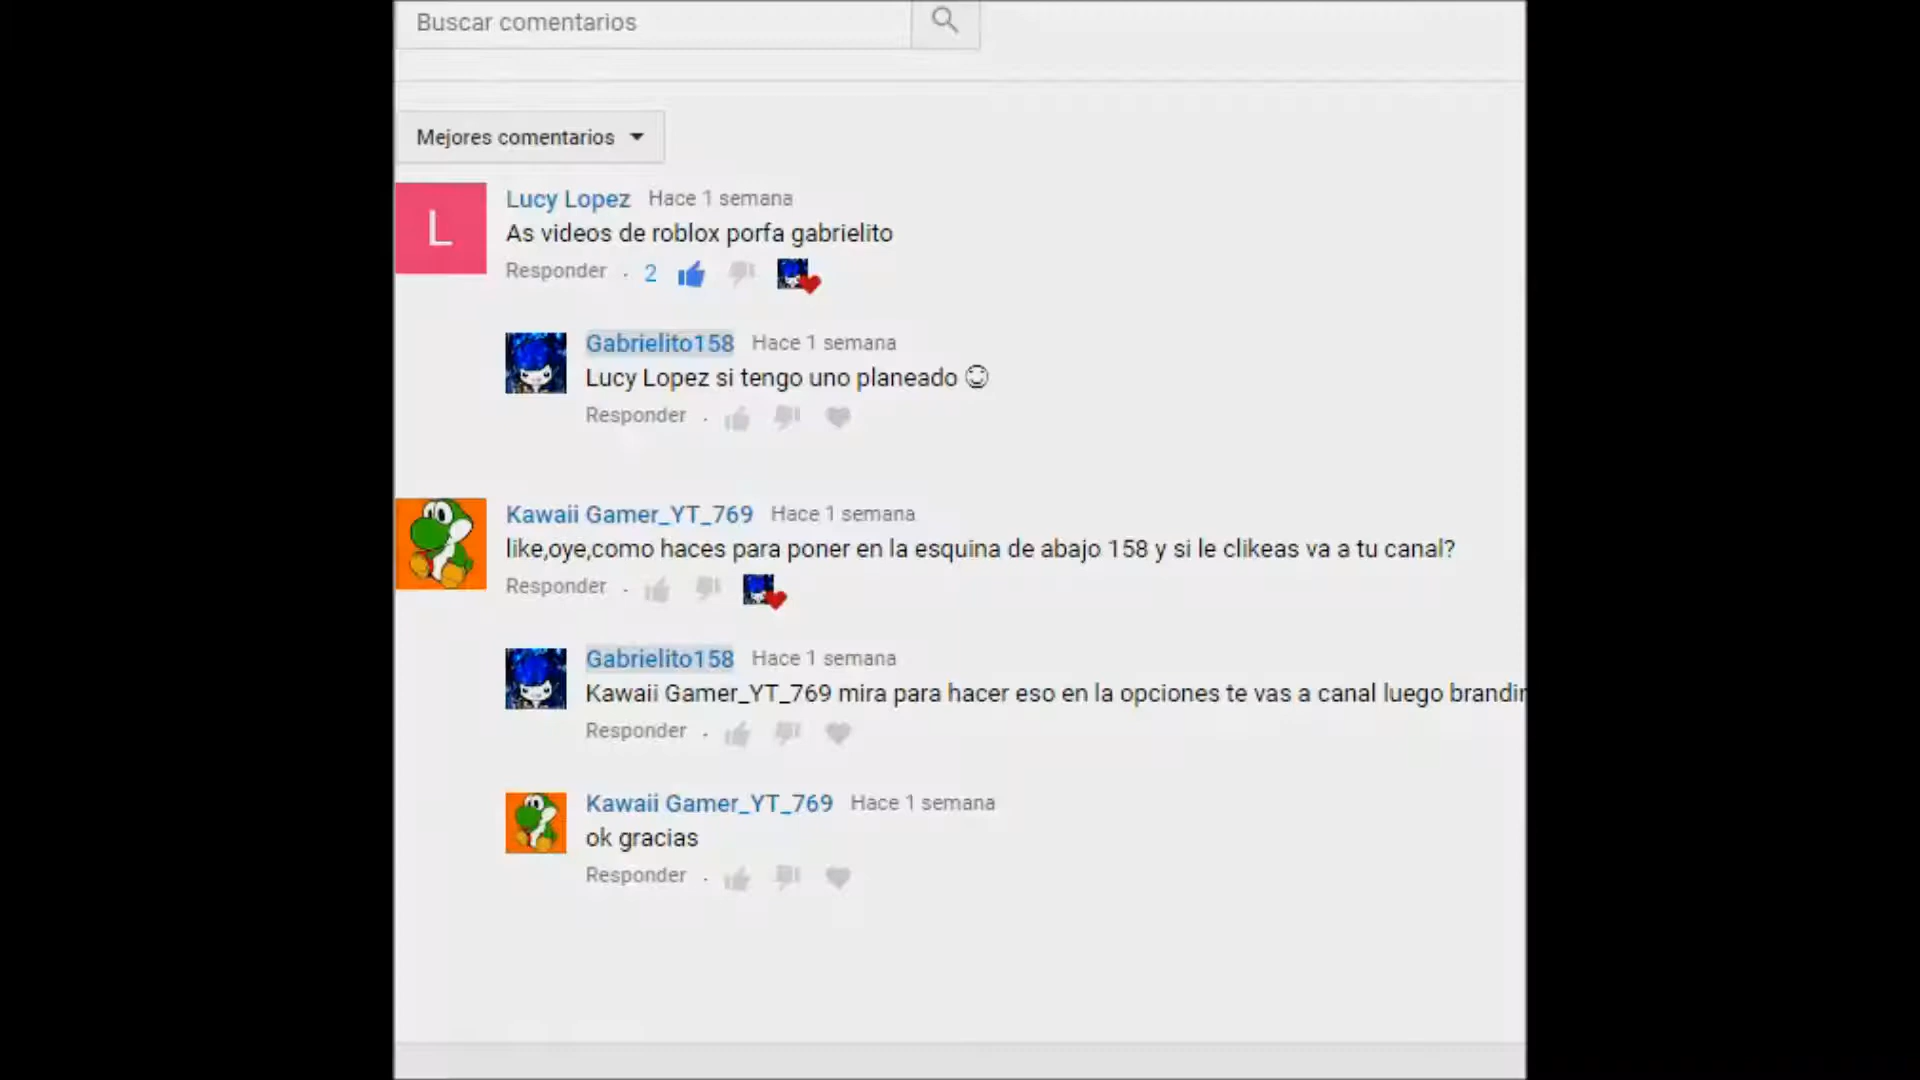 Buscar comentarios
Mejores comentarios
L
Lucy Lopez Hace 1 semana
As videos de roblox porfa gabrielito
Responder . 2
Gabrielito158 Hace 1 semana
Lucy Lopez si tengo uno planeado ☺
Responder .
Kawaii Gamer_YT_769 Hace 1 semana
like,oye,como haces para poner en la esquina de abajo 158 y si le clikeas va a tu canal?
Responder .
Gabrielito158 Hace 1 semana
Kawaii Gamer_YT_769 mira para hacer eso en la opciones te vas a canal luego brandin
Responder .
Kawaii Gamer_YT_769 Hace 1 semana
ok gracias
Responder .